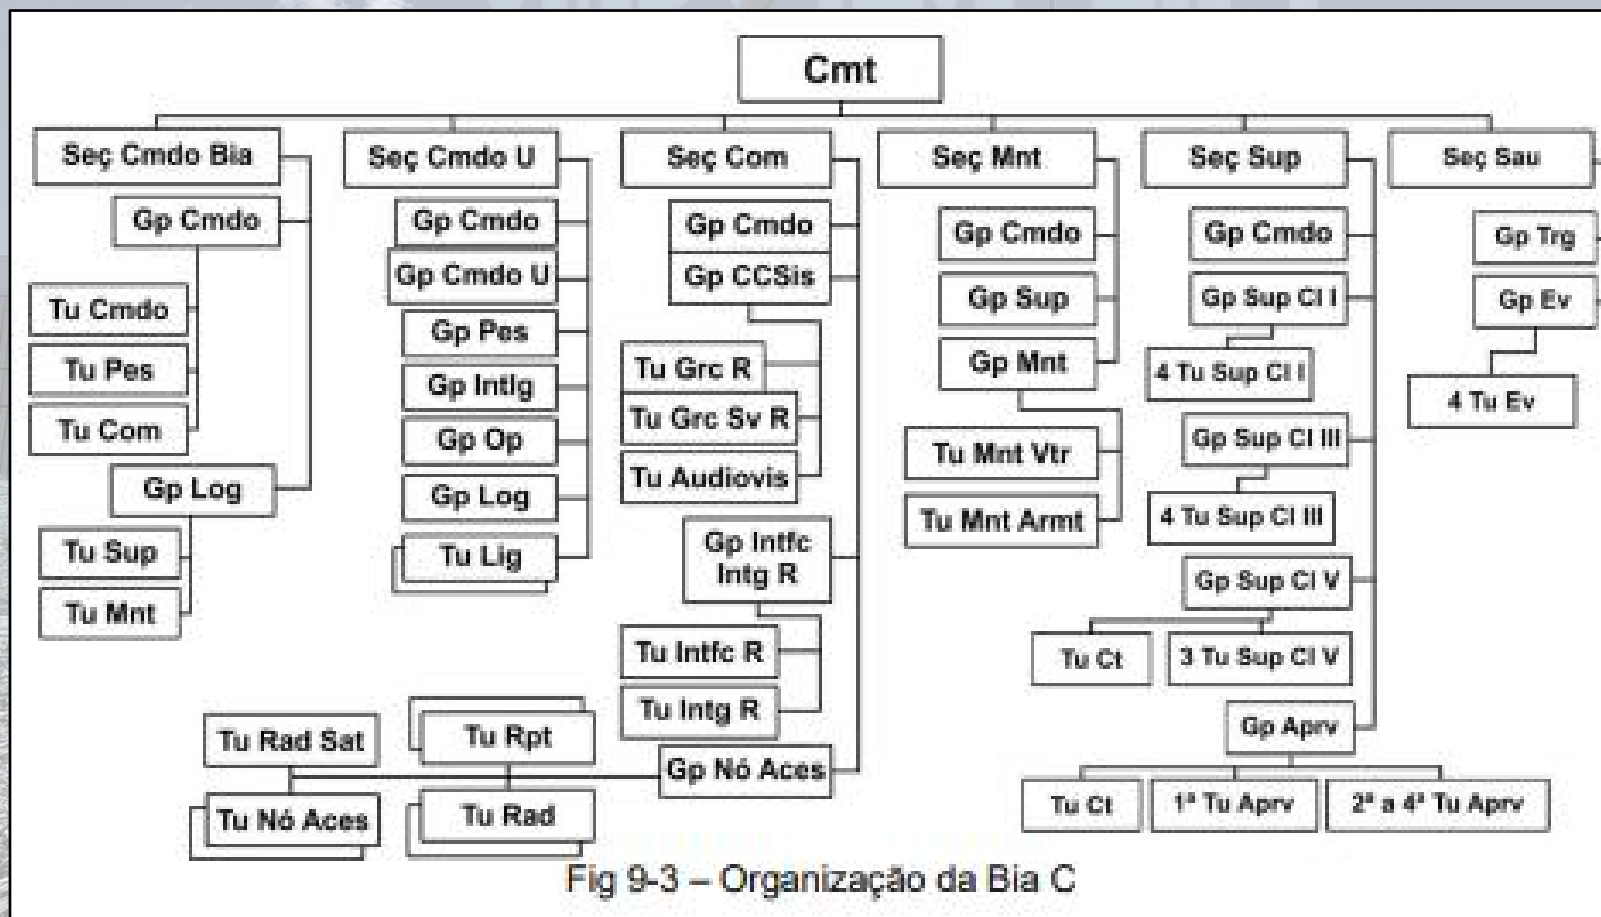 Cmt
Seç Cmdo Bia
Gp Cmdo
Tu Cmdo
Tu Pes
Tu Com
Gp Log
Tu Sup
Tu Mnt
Seç Cmdo U
Gp Cmdo
Gp Cmdo U
Gp Pes
Gp Intlg
Gp Op
Gp Log
Tu Lig
Seç Com
Gp Cmdo
Gp CCSis
Tu Grc R
Tu Grc Sv R
Tu Audiovis
Gp Intfc
Intg R
Tu Intfc R
Tu Intg R
Gp Nó Aces
Tu Rad Sat
Tu Rpt
Tu Nó Aces
Tu Rad
Seç Mnt
Gp Cmdo
Gp Sup
Gp Mnt
Tu Mnt Vtr
Tu Mnt Armt
Seç Sup
Gp Cmdo
Gp Sup Cl I
4 Tu Sup Cl I
Gp Sup Cl III
4 Tu Sup Cl III
Gp Sup Cl V
Tu Ct
3 Tu Sup Cl V
Gp Aprv
Tu Ct
1ª Tu Aprv
2ª a 4ª Tu Aprv
Seç Sau
Gp Trg
Gp Ev
4 Tu Ev
Fig 9-3 – Organização da Bia C